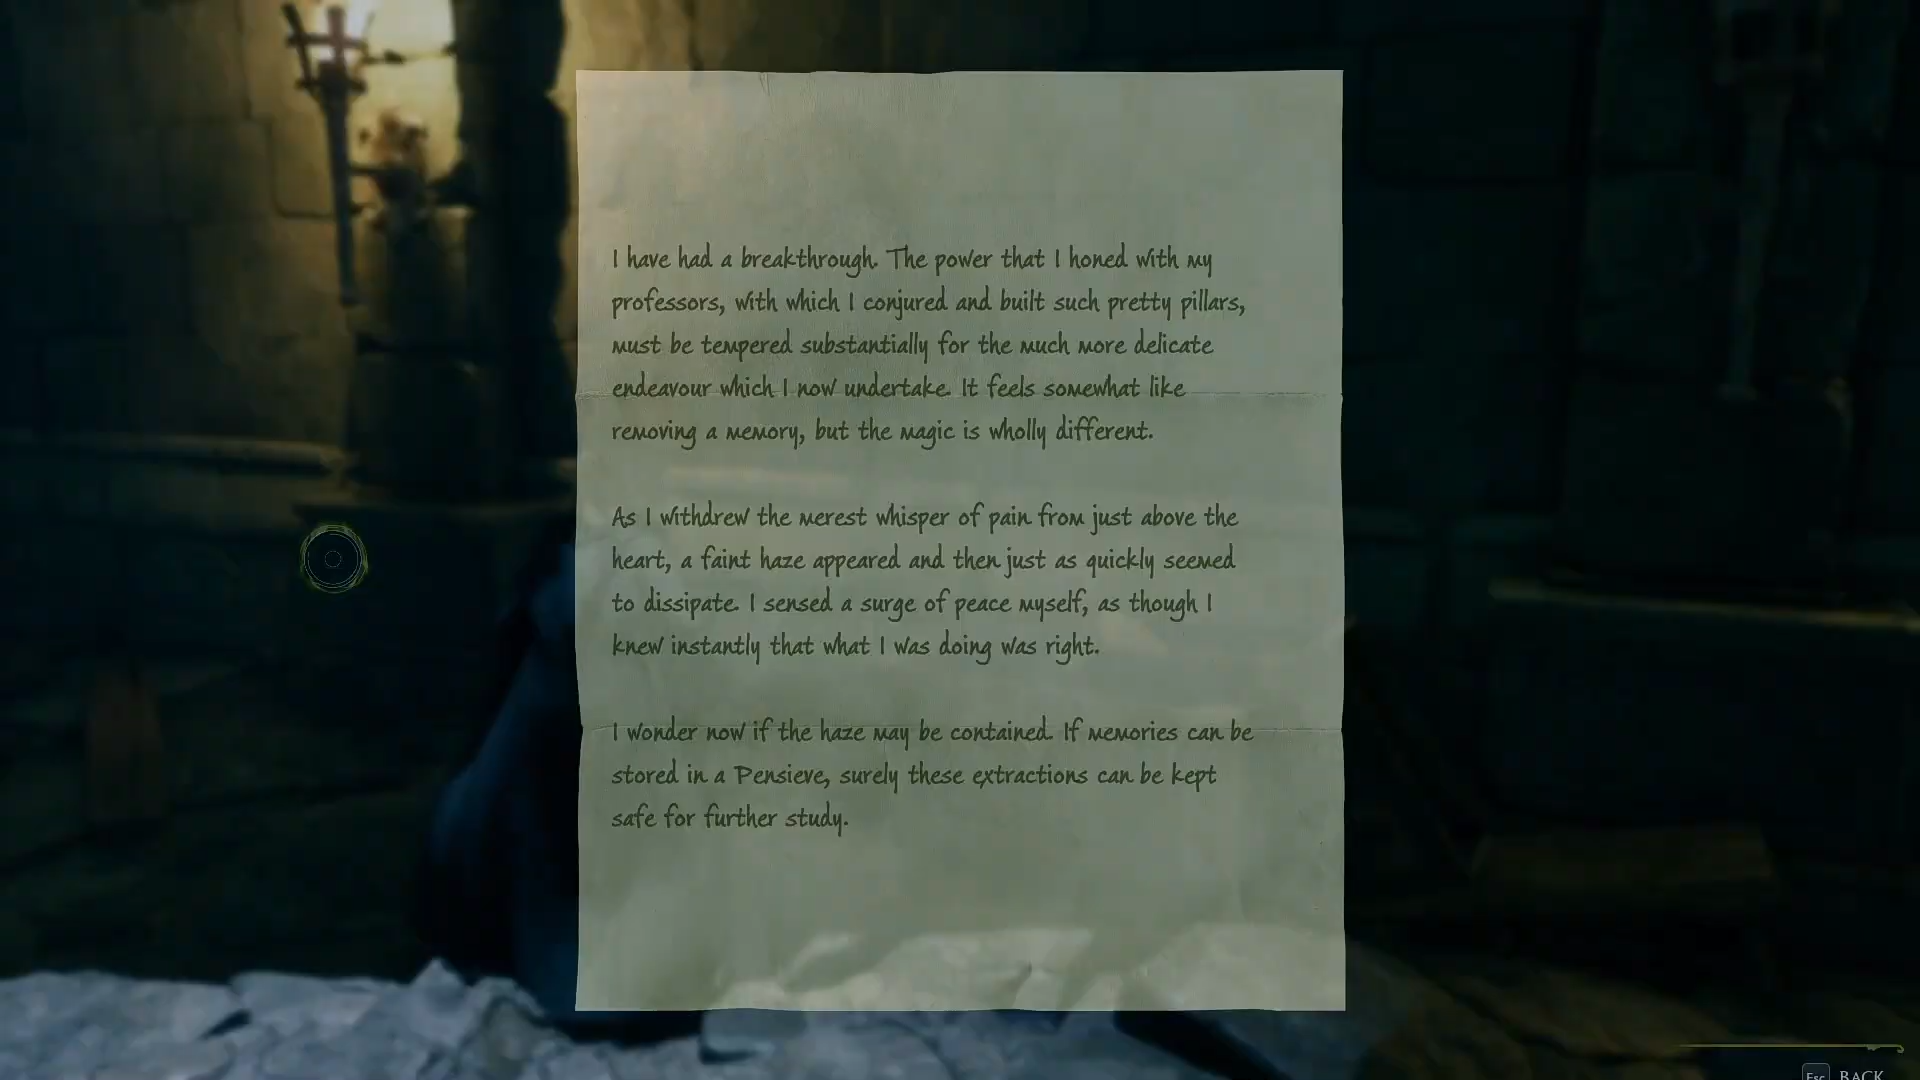 I have had a breakthrough. The power that I honed with my
professors, with which I conjured and built such pretty pillars,
must be tempered substantially for the much more delicate
endeavour which I now undertake. It feels somewhat like
removing a memory, but the magic is wholly different.
As I withdrew the merest whisper of pain from just above the
heart, a faint haze appeared and then just as quickly seemed
to dissipate. I sensed a surge of peace myself, as though I
knew instantly that what I was doing was right.
I wonder now if the haze may be contained. If memories can be
stored in a Pensieve, surely these extractions can be kept
safe for further study.
Esc BACK